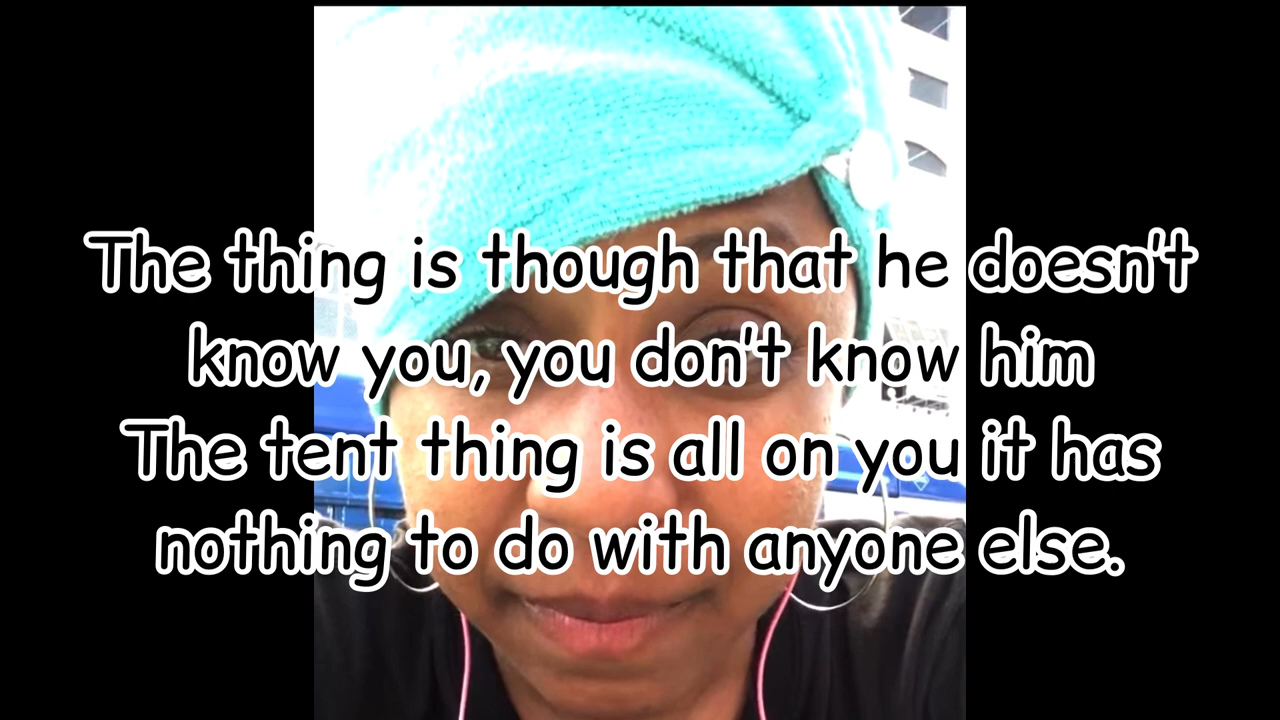 The thing is though that he doesn't
know you, you don't know him
The tent thing is all on you it has
nothing to do with anyone else.